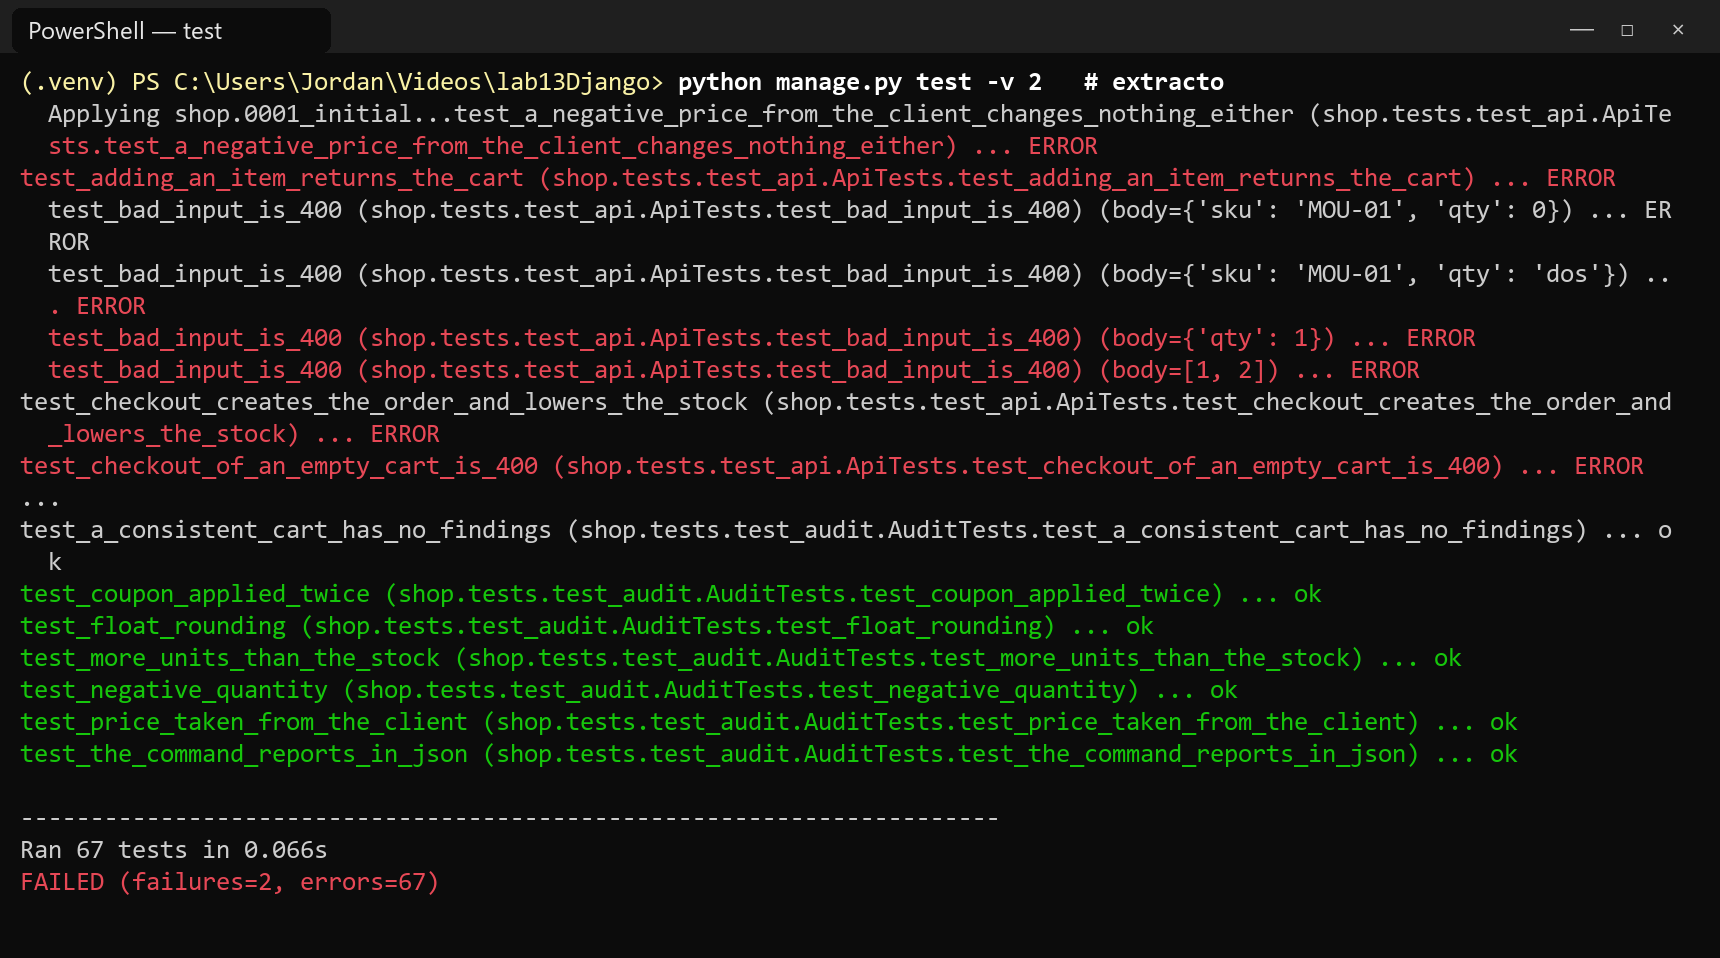 PowerShell — test
(.venv) PS C:\Users\Jordan\Videos\lab13Django> python manage.py test -v 2   # extracto
  Applying shop.0001_initial...test_a_negative_price_from_the_client_changes_nothing_either (shop.tests.test_api.ApiTe
  sts.test_a_negative_price_from_the_client_changes_nothing_either) ... ERROR
test_adding_an_item_returns_the_cart (shop.tests.test_api.ApiTests.test_adding_an_item_returns_the_cart) ... ERROR
  test_bad_input_is_400 (shop.tests.test_api.ApiTests.test_bad_input_is_400) (body={'sku': 'MOU-01', 'qty': 0}) ... ER
  ROR
  test_bad_input_is_400 (shop.tests.test_api.ApiTests.test_bad_input_is_400) (body={'sku': 'MOU-01', 'qty': 'dos'}) ..
  . ERROR
  test_bad_input_is_400 (shop.tests.test_api.ApiTests.test_bad_input_is_400) (body={'qty': 1}) ... ERROR
  test_bad_input_is_400 (shop.tests.test_api.ApiTests.test_bad_input_is_400) (body=[1, 2]) ... ERROR
test_checkout_creates_the_order_and_lowers_the_stock (shop.tests.test_api.ApiTests.test_checkout_creates_the_order_and
  _lowers_the_stock) ... ERROR
test_checkout_of_an_empty_cart_is_400 (shop.tests.test_api.ApiTests.test_checkout_of_an_empty_cart_is_400) ... ERROR
...
test_a_consistent_cart_has_no_findings (shop.tests.test_audit.AuditTests.test_a_consistent_cart_has_no_findings) ... o
  k
test_coupon_applied_twice (shop.tests.test_audit.AuditTests.test_coupon_applied_twice) ... ok
test_float_rounding (shop.tests.test_audit.AuditTests.test_float_rounding) ... ok
test_more_units_than_the_stock (shop.tests.test_audit.AuditTests.test_more_units_than_the_stock) ... ok
test_negative_quantity (shop.tests.test_audit.AuditTests.test_negative_quantity) ... ok
test_price_taken_from_the_client (shop.tests.test_audit.AuditTests.test_price_taken_from_the_client) ... ok
test_the_command_reports_in_json (shop.tests.test_audit.AuditTests.test_the_command_reports_in_json) ... ok
----------------------------------------------------------------------
Ran 67 tests in 0.066s
FAILED (failures=2, errors=67)